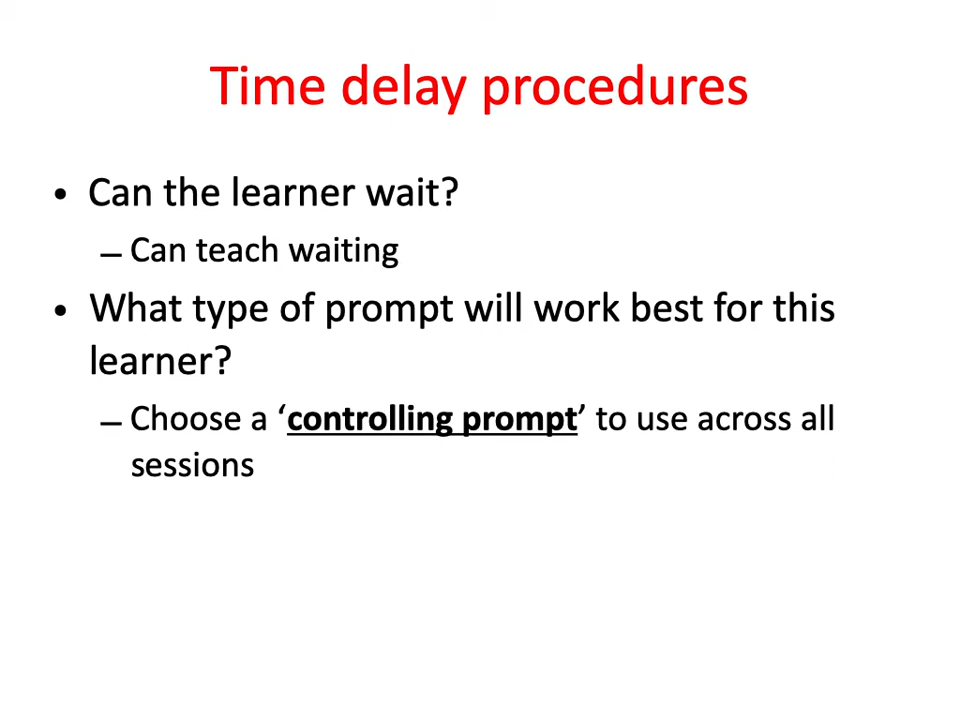 Time delay procedures
• Can the learner wait?
– Can teach waiting
• What type of prompt will work best for this
learner?
– Choose a ‘controlling prompt’ to use across all
sessions